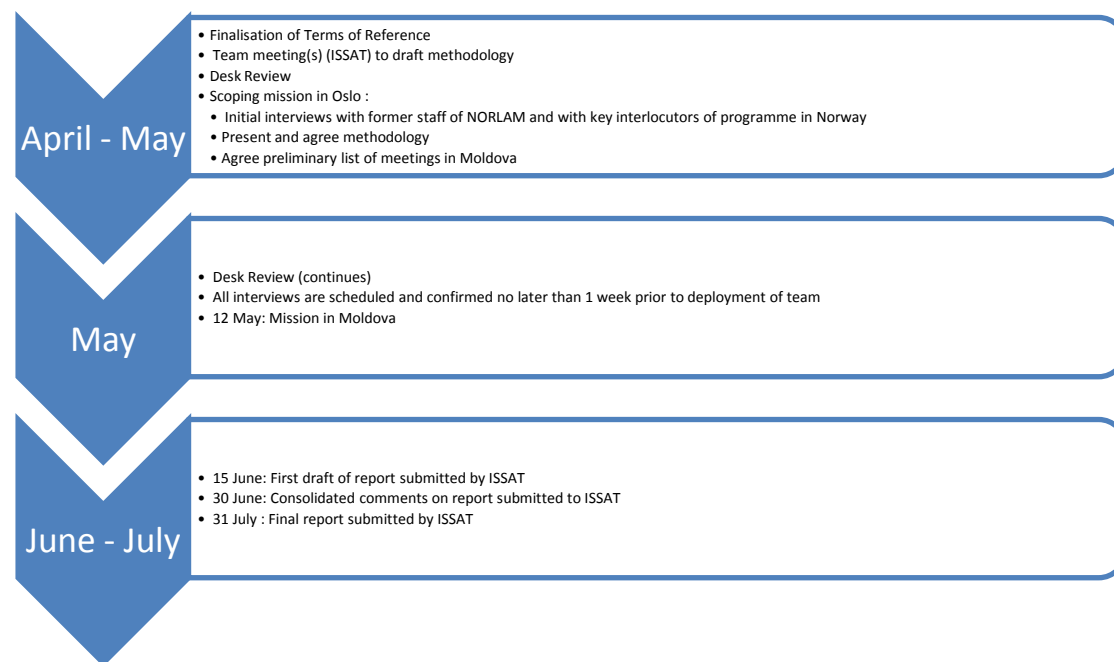 April - May
• Finalisation of Terms of Reference
• Team meeting(s) (ISSAT) to draft methodology
• Desk Review
• Scoping mission in Oslo :
• Initial interviews with former staff of NORLAM and with key interlocutors of programme in Norway
• Present and agree methodology
• Agree preliminary list of meetings in Moldova
May
• Desk Review (continues)
• All interviews are scheduled and confirmed no later than 1 week prior to deployment of team
• 12 May: Mission in Moldova
June - July
• 15 June: First draft of report submitted by ISSAT
• 30 June: Consolidated comments on report submitted to ISSAT
• 31 July : Final report submitted by ISSAT